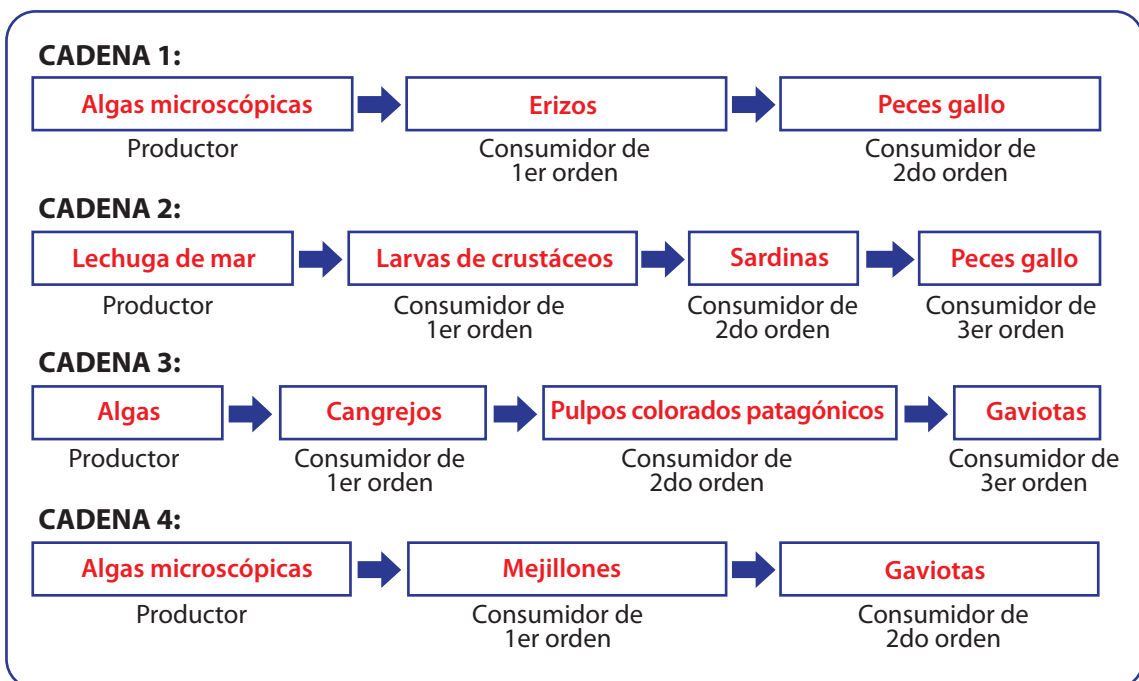 CADENA 1:
Algas microscópicas Erizos Peces gallo
Productor Consumidor de 1er orden Consumidor de 2do orden
CADENA 2:
Lechuga de mar Larvas de crustáceos Sardinas Peces gallo
Productor Consumidor de 1er orden Consumidor de 2do orden Consumidor de 3er orden
CADENA 3:
Algas Cangrejos Pulpos colorados patagónicos Gaviotas
Productor Consumidor de 1er orden Consumidor de 2do orden Consumidor de 3er orden
CADENA 4:
Algas microscópicas Mejillones Gaviotas
Productor Consumidor de 1er orden Consumidor de 2do orden